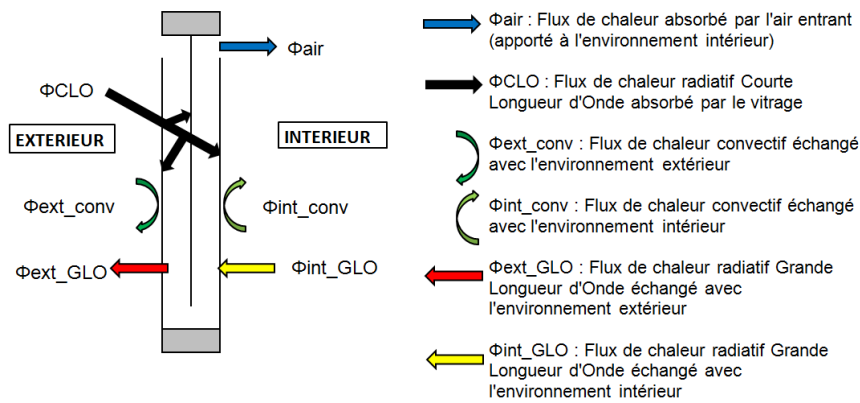 Φair
ΦCLO
EXTERIEUR
INTERIEUR
Φext_conv
Φint_conv
Φext_GLO
Φint_GLO
Φair : Flux de chaleur absorbé par l'air entrant
(apporté à l'environnement intérieur)
ΦCLO : Flux de chaleur radiatif Courte
Longueur d'Onde absorbé par le vitrage
Φext_conv : Flux de chaleur convectif échangé
avec l'environnement extérieur
Φint_conv : Flux de chaleur convectif échangé
avec l'environnement intérieur
Φext_GLO : Flux de chaleur radiatif Grande
Longueur d'Onde échangé avec
l'environnement extérieur
Φint_GLO : Flux de chaleur radiatif Grande
Longueur d'Onde échangé avec
l'environnement intérieur